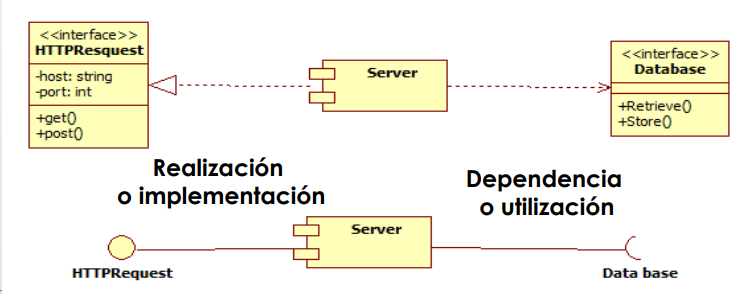 <<interface>>
HTTPResquest
-host: string
-port: int
+get()
+post()
Server
<<interface>>
Database
+Retrieve()
+Store()
Realización
o implementación
Dependencia
o utilización
Server
HTTPRequest
Data base